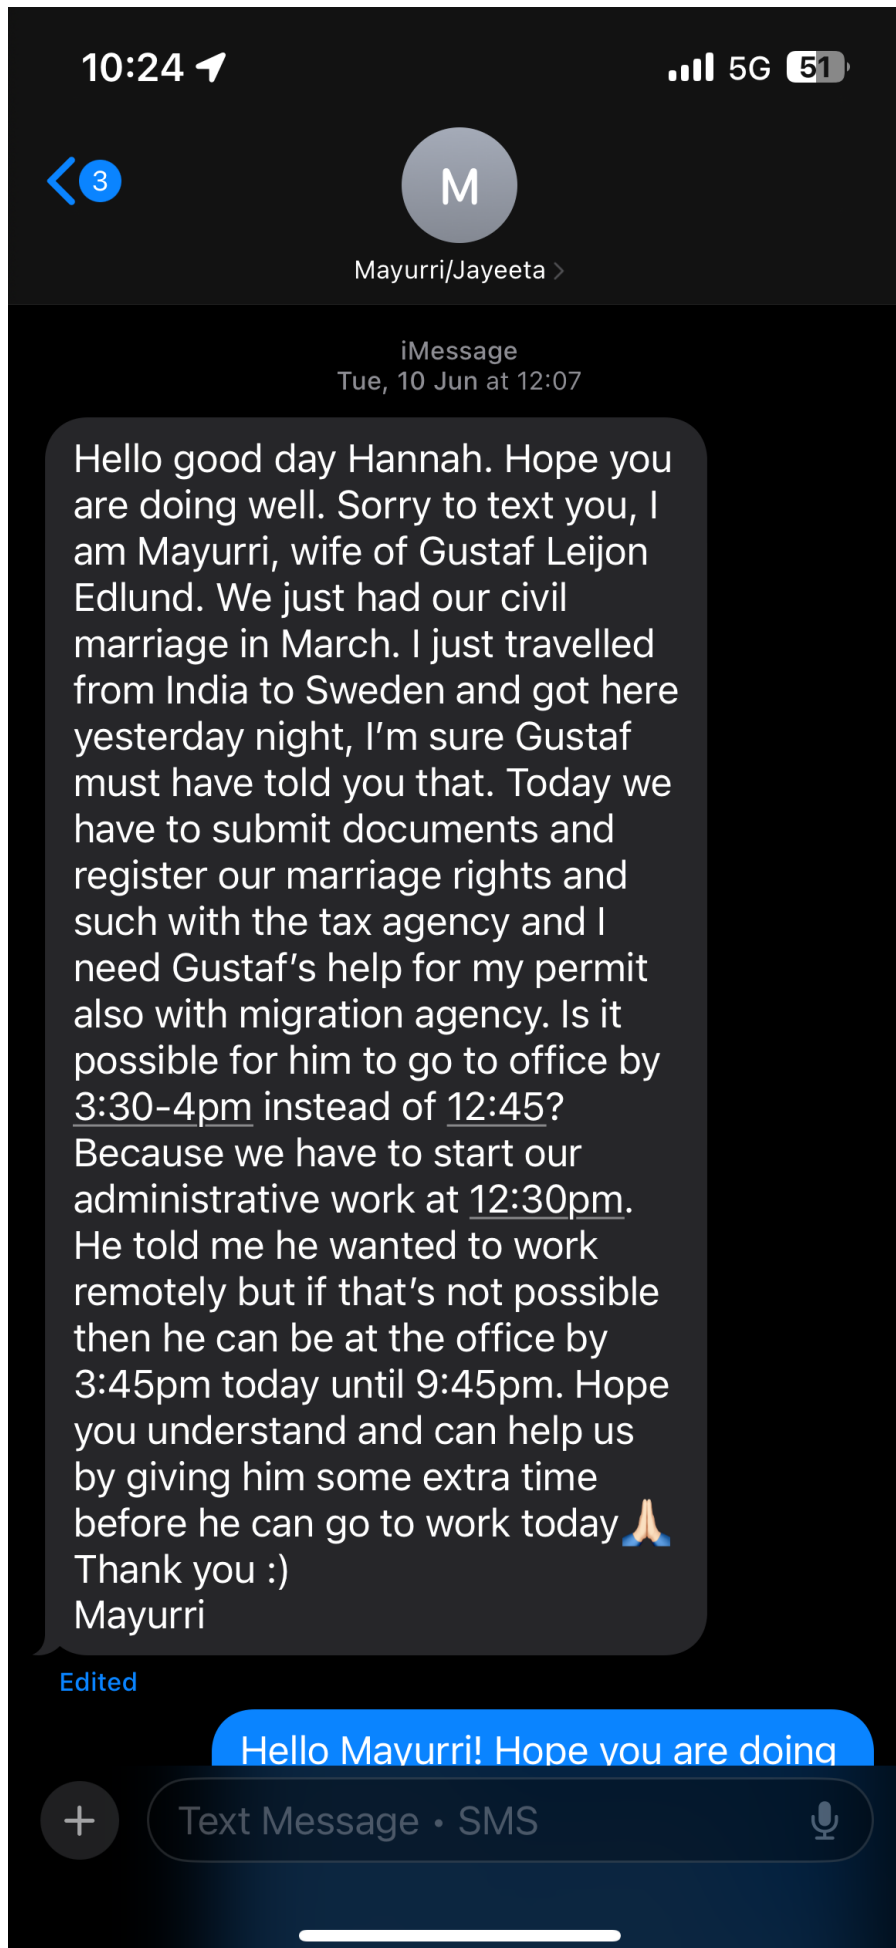 10:24
5G 51
3
M
Mayurri/Jayeeta
iMessage
Tue, 10 Jun at 12:07
Hello good day Hannah. Hope you
are doing well. Sorry to text you, I
am Mayurri, wife of Gustaf Leijon
Edlund. We just had our civil
marriage in March. I just travelled
from India to Sweden and got here
yesterday night, I’m sure Gustaf
must have told you that. Today we
have to submit documents and
register our marriage rights and
such with the tax agency and I
need Gustaf’s help for my permit
also with migration agency. Is it
possible for him to go to office by
3:30-4pm instead of 12:45?
Because we have to start our
administrative work at 12:30pm.
He told me he wanted to work
remotely but if that’s not possible
then he can be at the office by
3:45pm today until 9:45pm. Hope
you understand and can help us
by giving him some extra time
before he can go to work today🙏🏻
Thank you :)
Mayurri
Edited
Hello Mayurri! Hope you are doing
Text Message • SMS